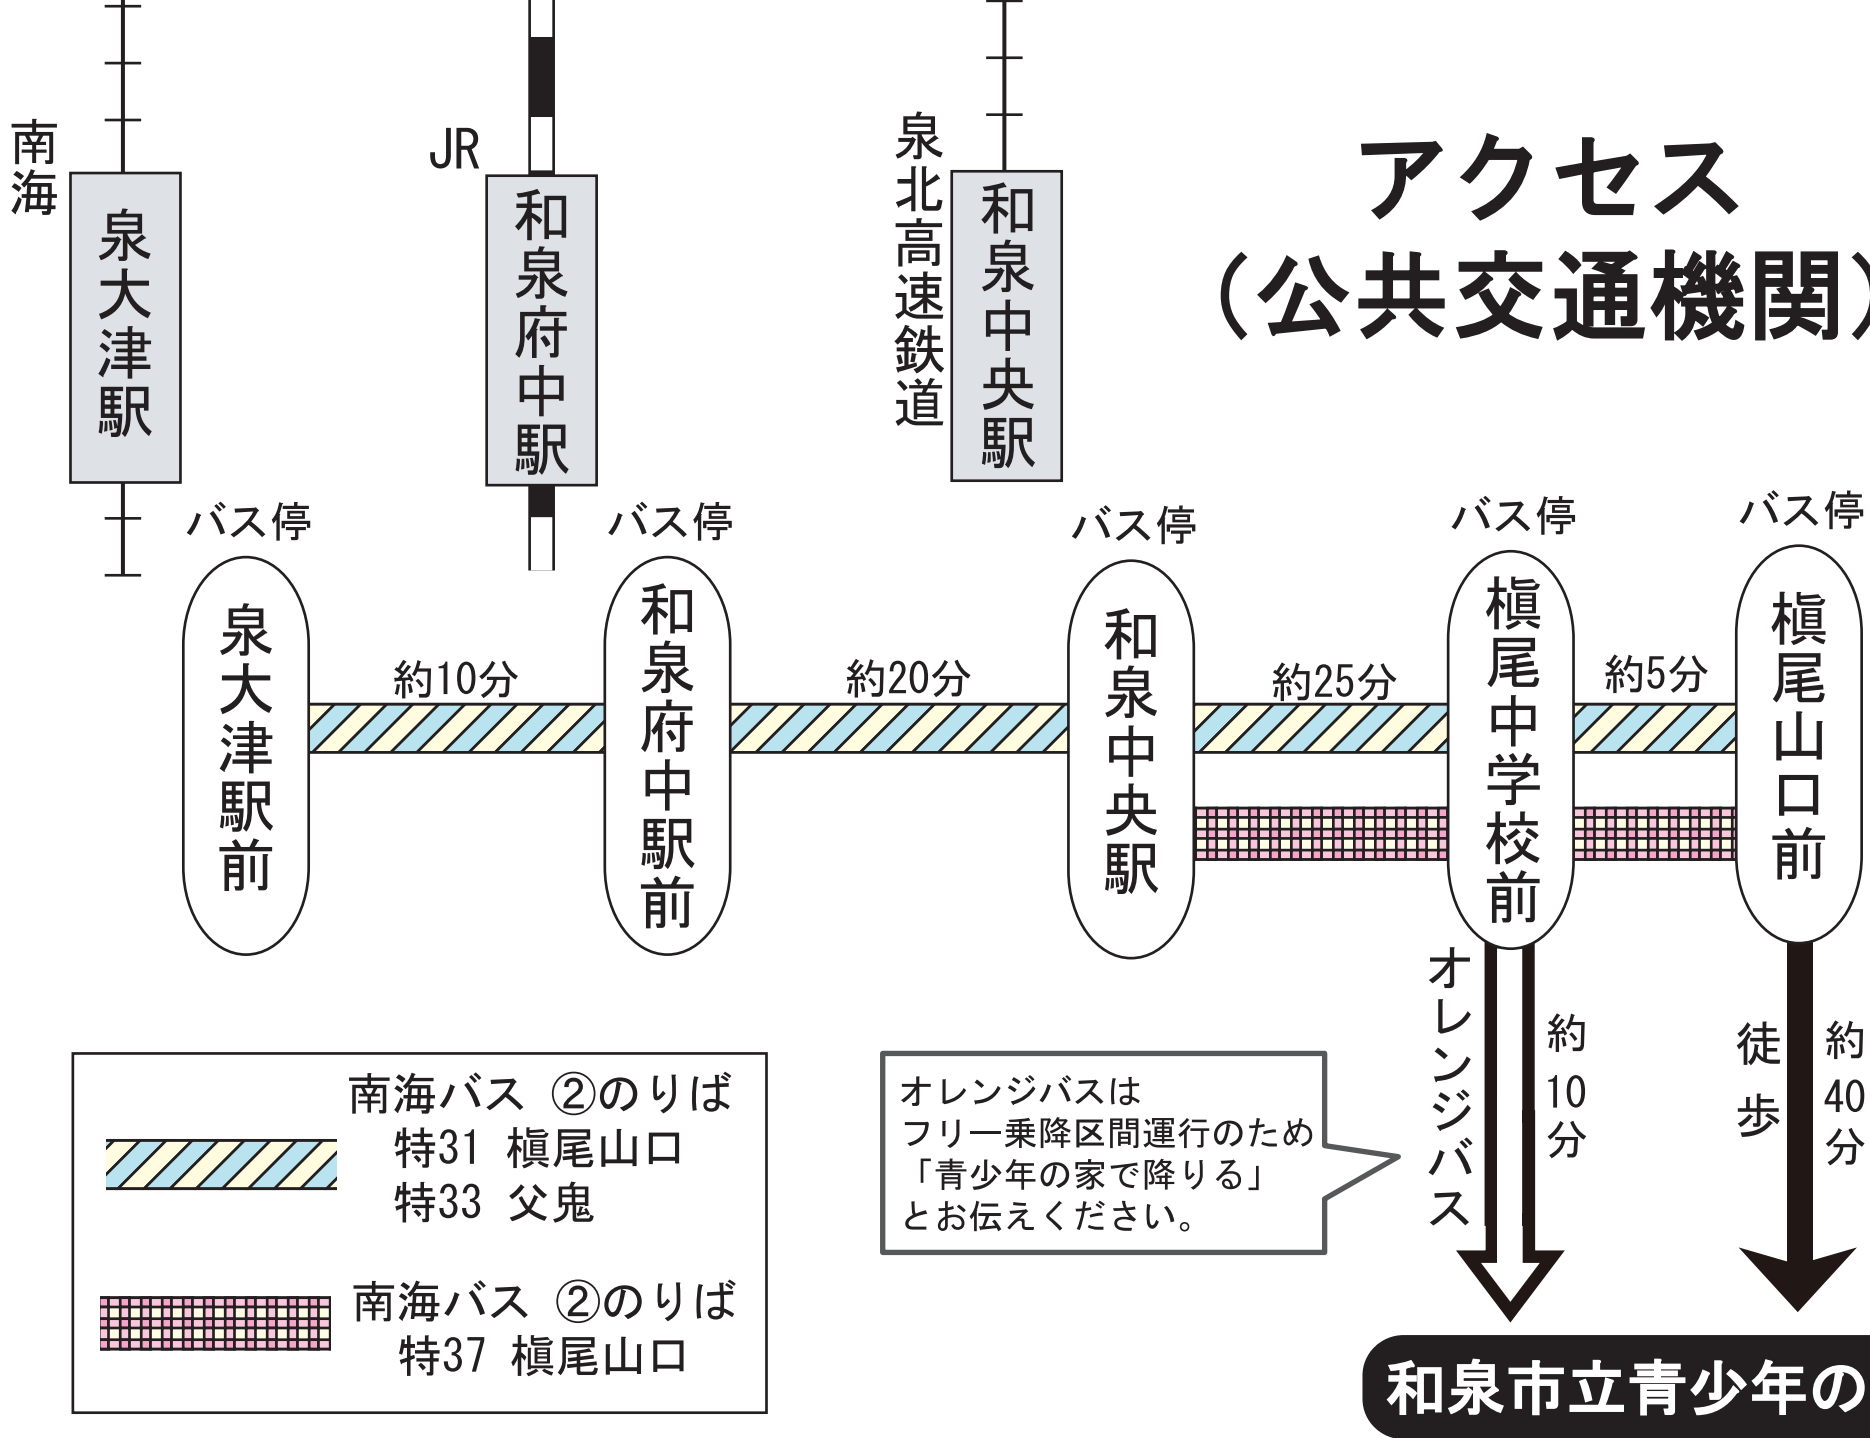 アクセス
（公共交通機関）
南海
泉大津駅
JR
和泉府中駅
泉北高速鉄道
和泉中央駅
バス停
泉大津駅前
約10分
バス停
和泉府中駅前
約20分
バス停
和泉中央駅
約25分
バス停
槇尾中学校前
約5分
バス停
槇尾山口前
オレンジバス
約10分
徒歩
約40分
南海バス ②のりば
特31 槇尾山口
特33 父鬼
南海バス ②のりば
特37 槇尾山口
オレンジバスは
フリー乗降区間運行のため
「青少年の家で降りる」
とお伝えください。
和泉市立青少年の